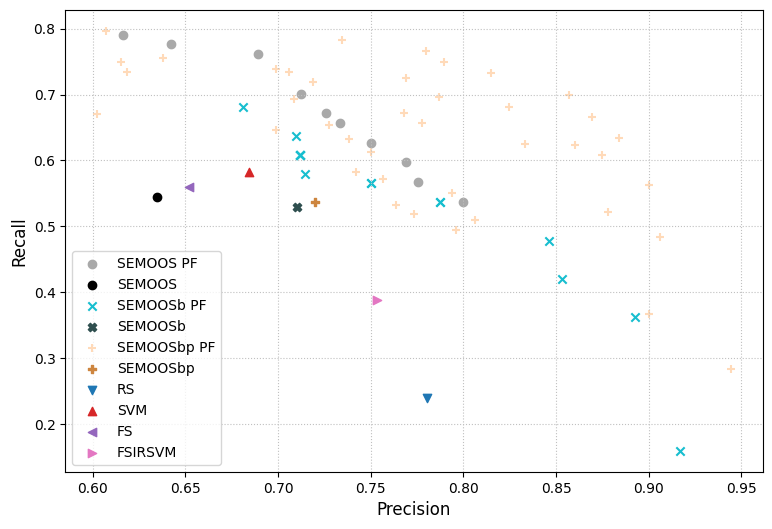 0.8
0.7
0.6
0.5
0.4
0.3
0.2
Recall
SEMOOS PF
SEMOOS
SEMOOSb PF
SEMOOSb
SEMOOSbp PF
SEMOOSbp
RS
SVM
FS
FSIRSVM
0.60 0.65 0.70 0.75 0.80 0.85 0.90 0.95
Precision